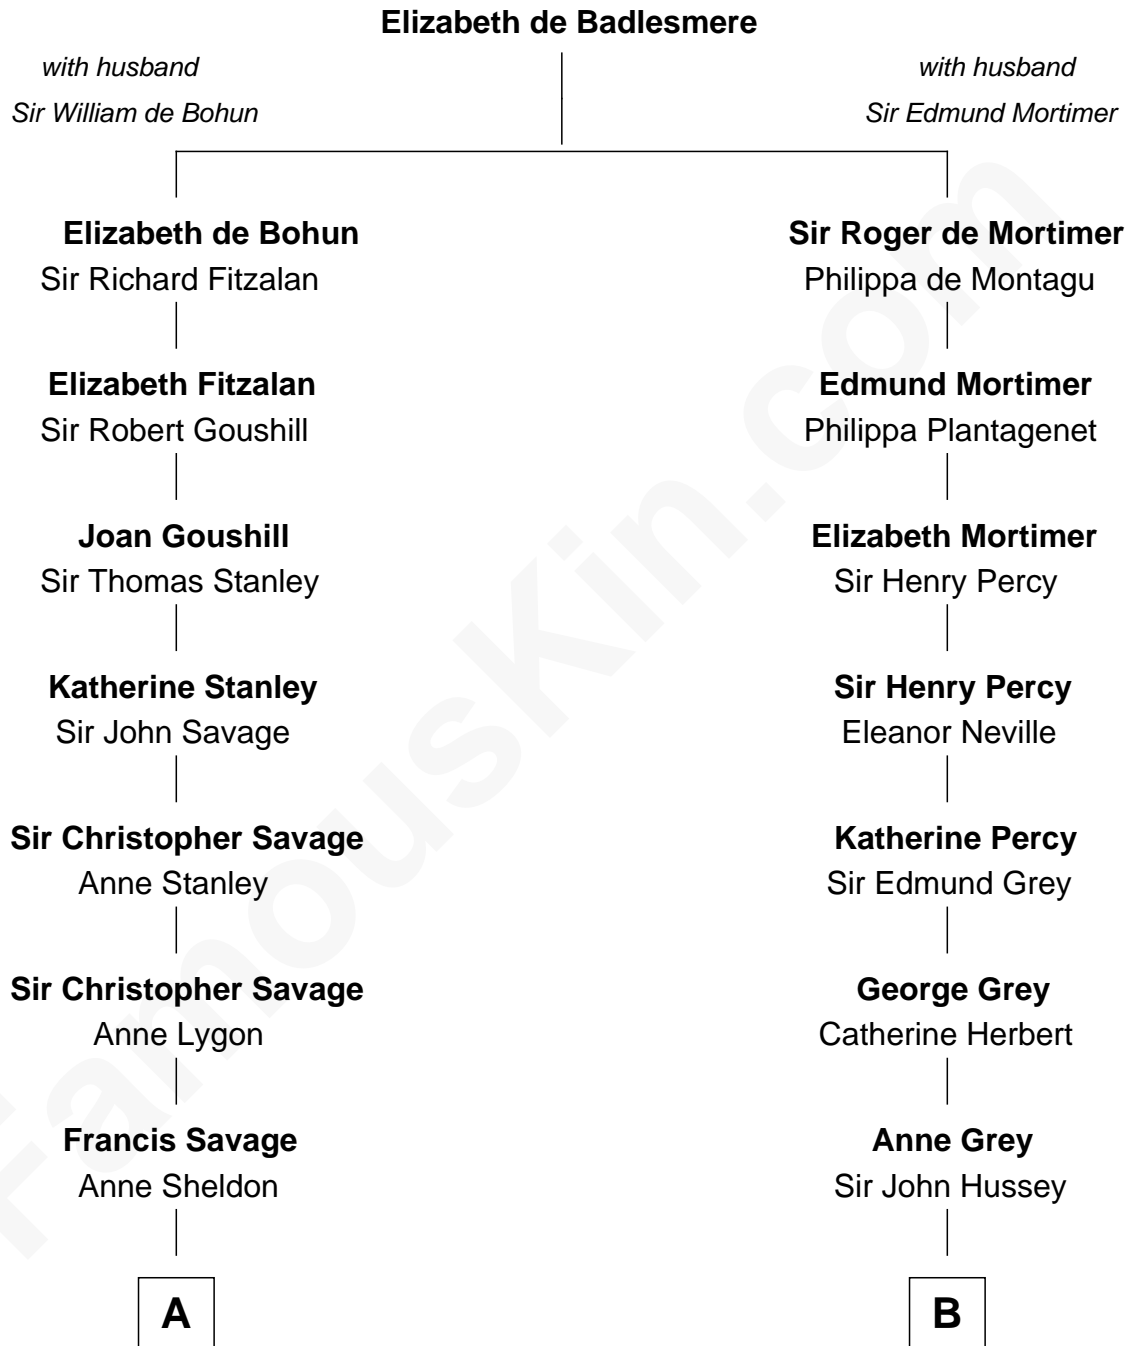 Elizabeth de Badlesmere
with husband
Sir William de Bohun
with husband
Sir Edmund Mortimer
Elizabeth de Bohun
Sir Richard Fitzalan
Sir Roger de Mortimer
Philippa de Montagu
Elizabeth Fitzalan
Sir Robert Goushill
Edmund Mortimer
Philippa Plantagenet
Joan Goushill
Sir Thomas Stanley
Elizabeth Mortimer
Sir Henry Percy
Katherine Stanley
Sir John Savage
Sir Henry Percy
Eleanor Neville
Sir Christopher Savage
Anne Stanley
Katherine Percy
Sir Edmund Grey
Sir Christopher Savage
Anne Lygon
George Grey
Catherine Herbert
Francis Savage
Anne Sheldon
Anne Grey
Sir John Hussey
A
B
FamousKin.com